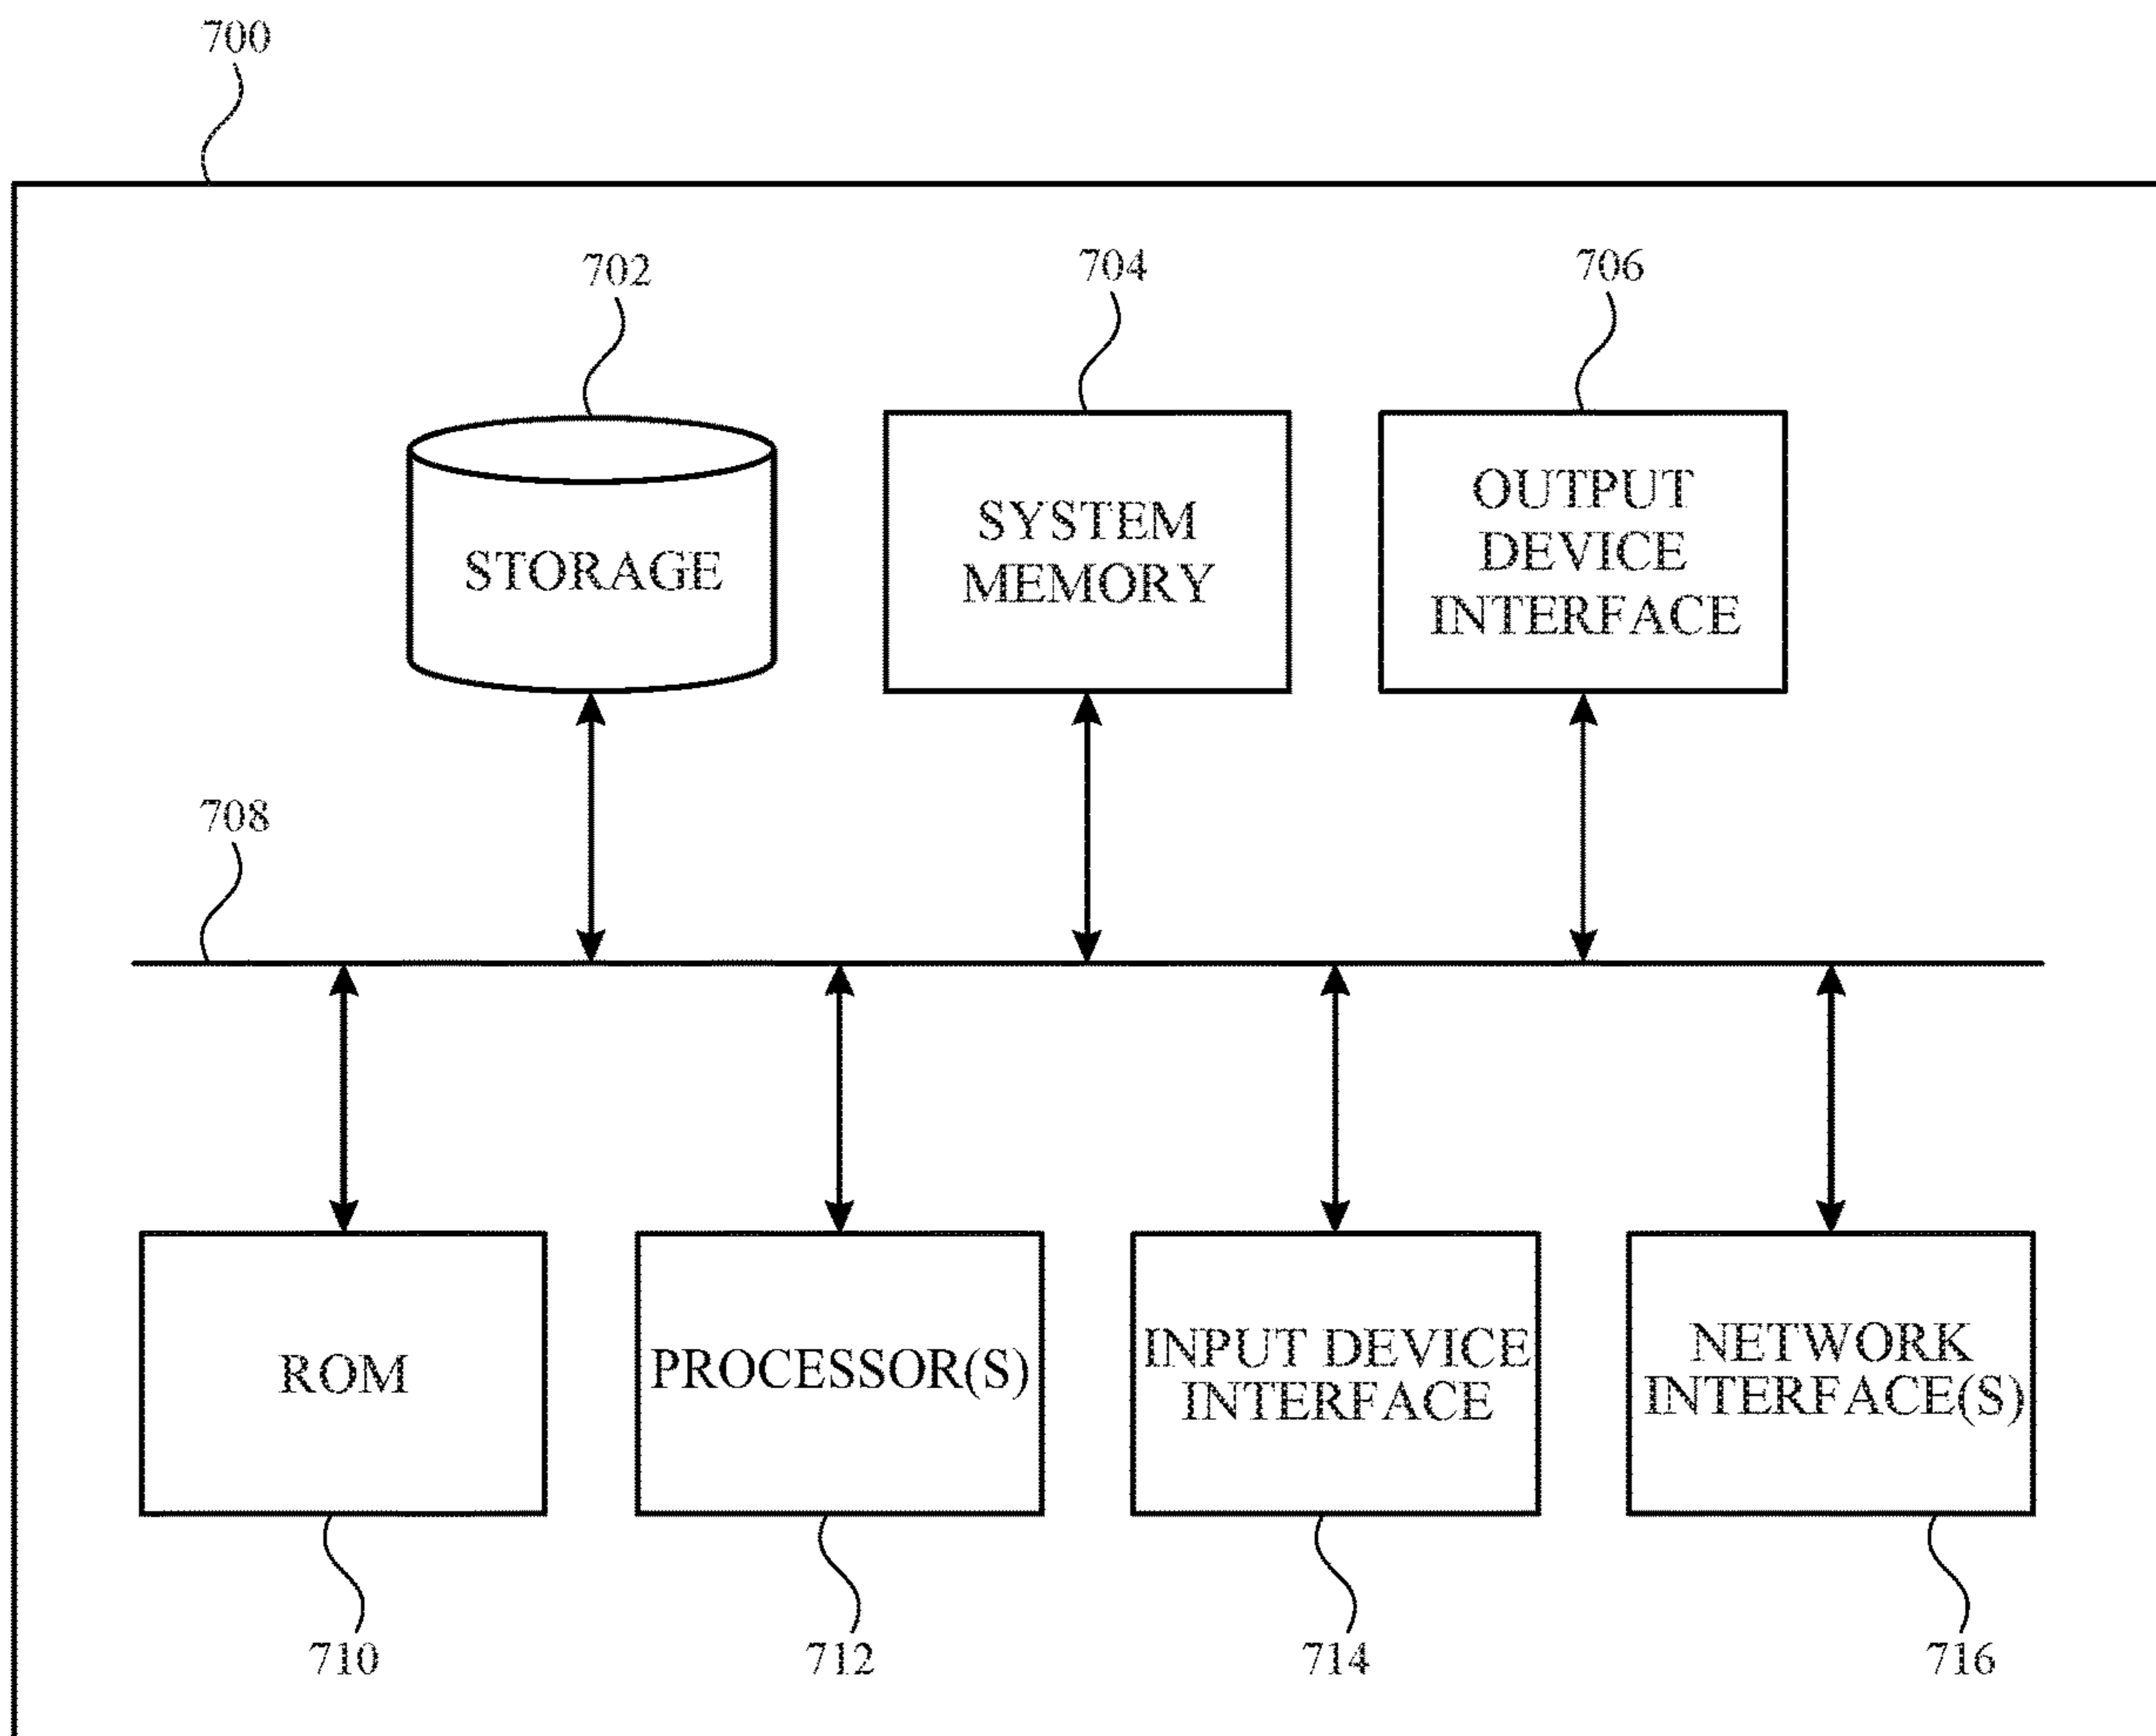 700
702
704
706
STORAGE
SYSTEM
MEMORY
OUTPUT
DEVICE
INTERFACE
708
ROM
PROCESSOR(S)
INPUT DEVICE
INTERFACE
NETWORK
INTERFACE(S)
710
712
714
716